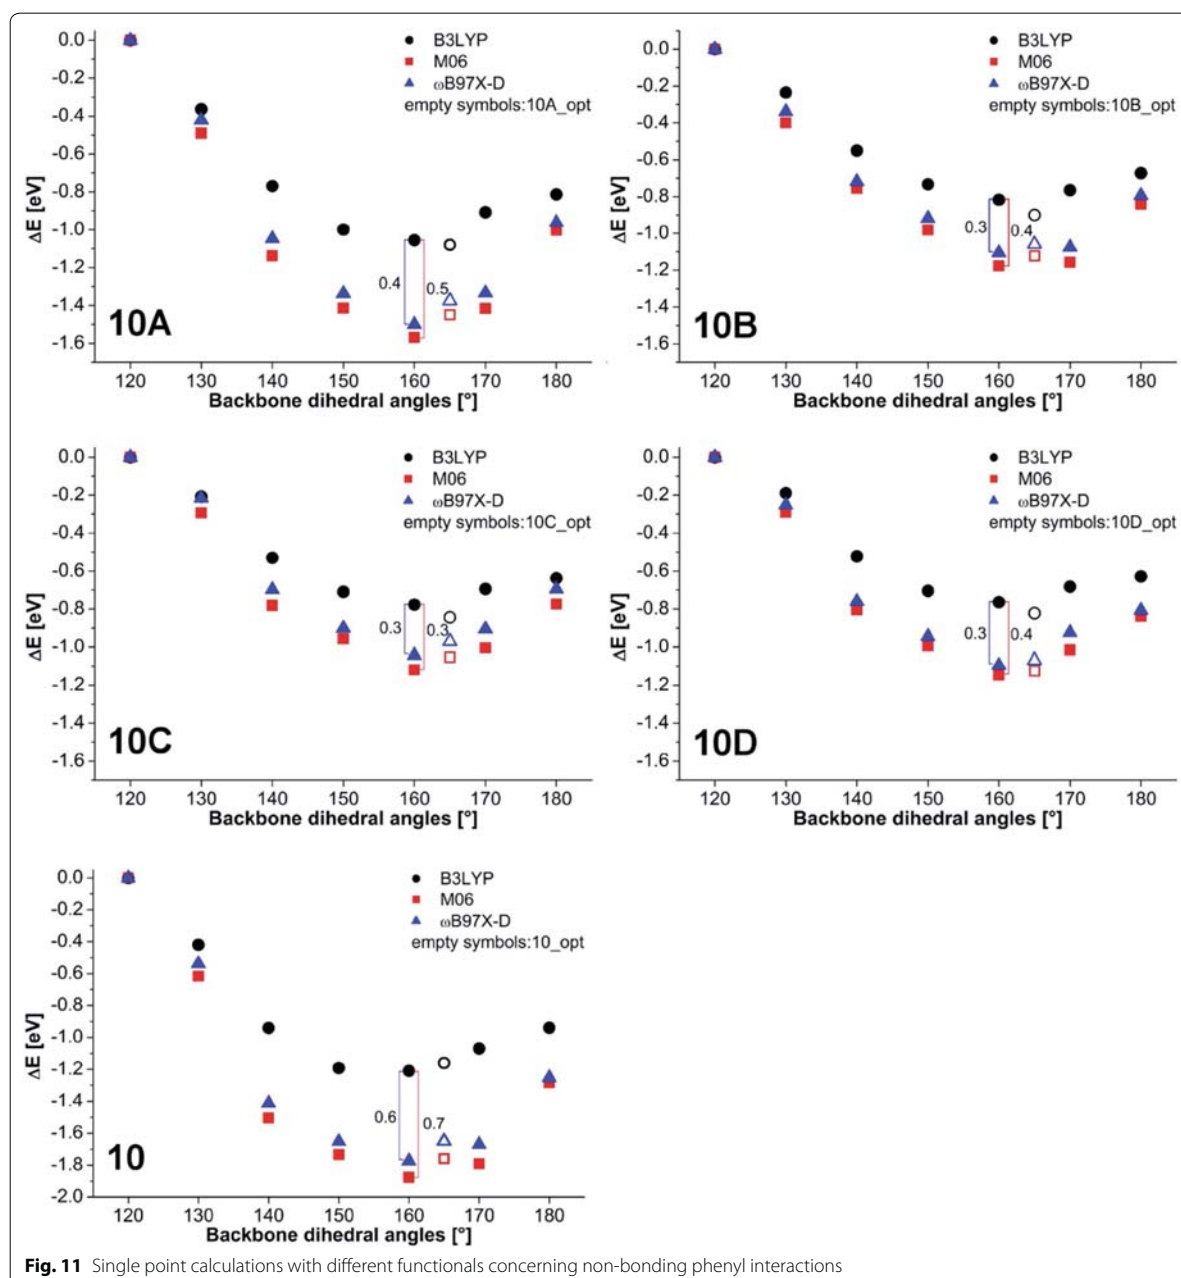 0.0
-0.2
-0.4
-0.6
-0.8
-1.0
-1.2
-1.4
-1.6
ΔE [eV]
B3LYP
M06
ωB97X-D
empty symbols:10A_opt
0.4
0.5
10A
120 130 140 150 160 170 180
Backbone dihedral angles [°]
0.0
-0.2
-0.4
-0.6
-0.8
-1.0
-1.2
-1.4
-1.6
ΔE [eV]
B3LYP
M06
ωB97X-D
empty symbols:10B_opt
0.3
0.4
10B
120 130 140 150 160 170 180
Backbone dihedral angles [°]
0.0
-0.2
-0.4
-0.6
-0.8
-1.0
-1.2
-1.4
-1.6
ΔE [eV]
B3LYP
M06
ωB97X-D
empty symbols:10C_opt
0.3
0.3
10C
120 130 140 150 160 170 180
Backbone dihedral angles [°]
0.0
-0.2
-0.4
-0.6
-0.8
-1.0
-1.2
-1.4
-1.6
ΔE [eV]
B3LYP
M06
ωB97X-D
empty symbols:10D_opt
0.3
0.4
10D
120 130 140 150 160 170 180
Backbone dihedral angles [°]
0.0
-0.2
-0.4
-0.6
-0.8
-1.0
-1.2
-1.4
-1.6
-1.8
-2.0
ΔE [eV]
B3LYP
M06
ωB97X-D
empty symbols:10_opt
0.6
0.7
10
120 130 140 150 160 170 180
Backbone dihedral angles [°]
Fig. 11 Single point calculations with different functionals concerning non-bonding phenyl interactions